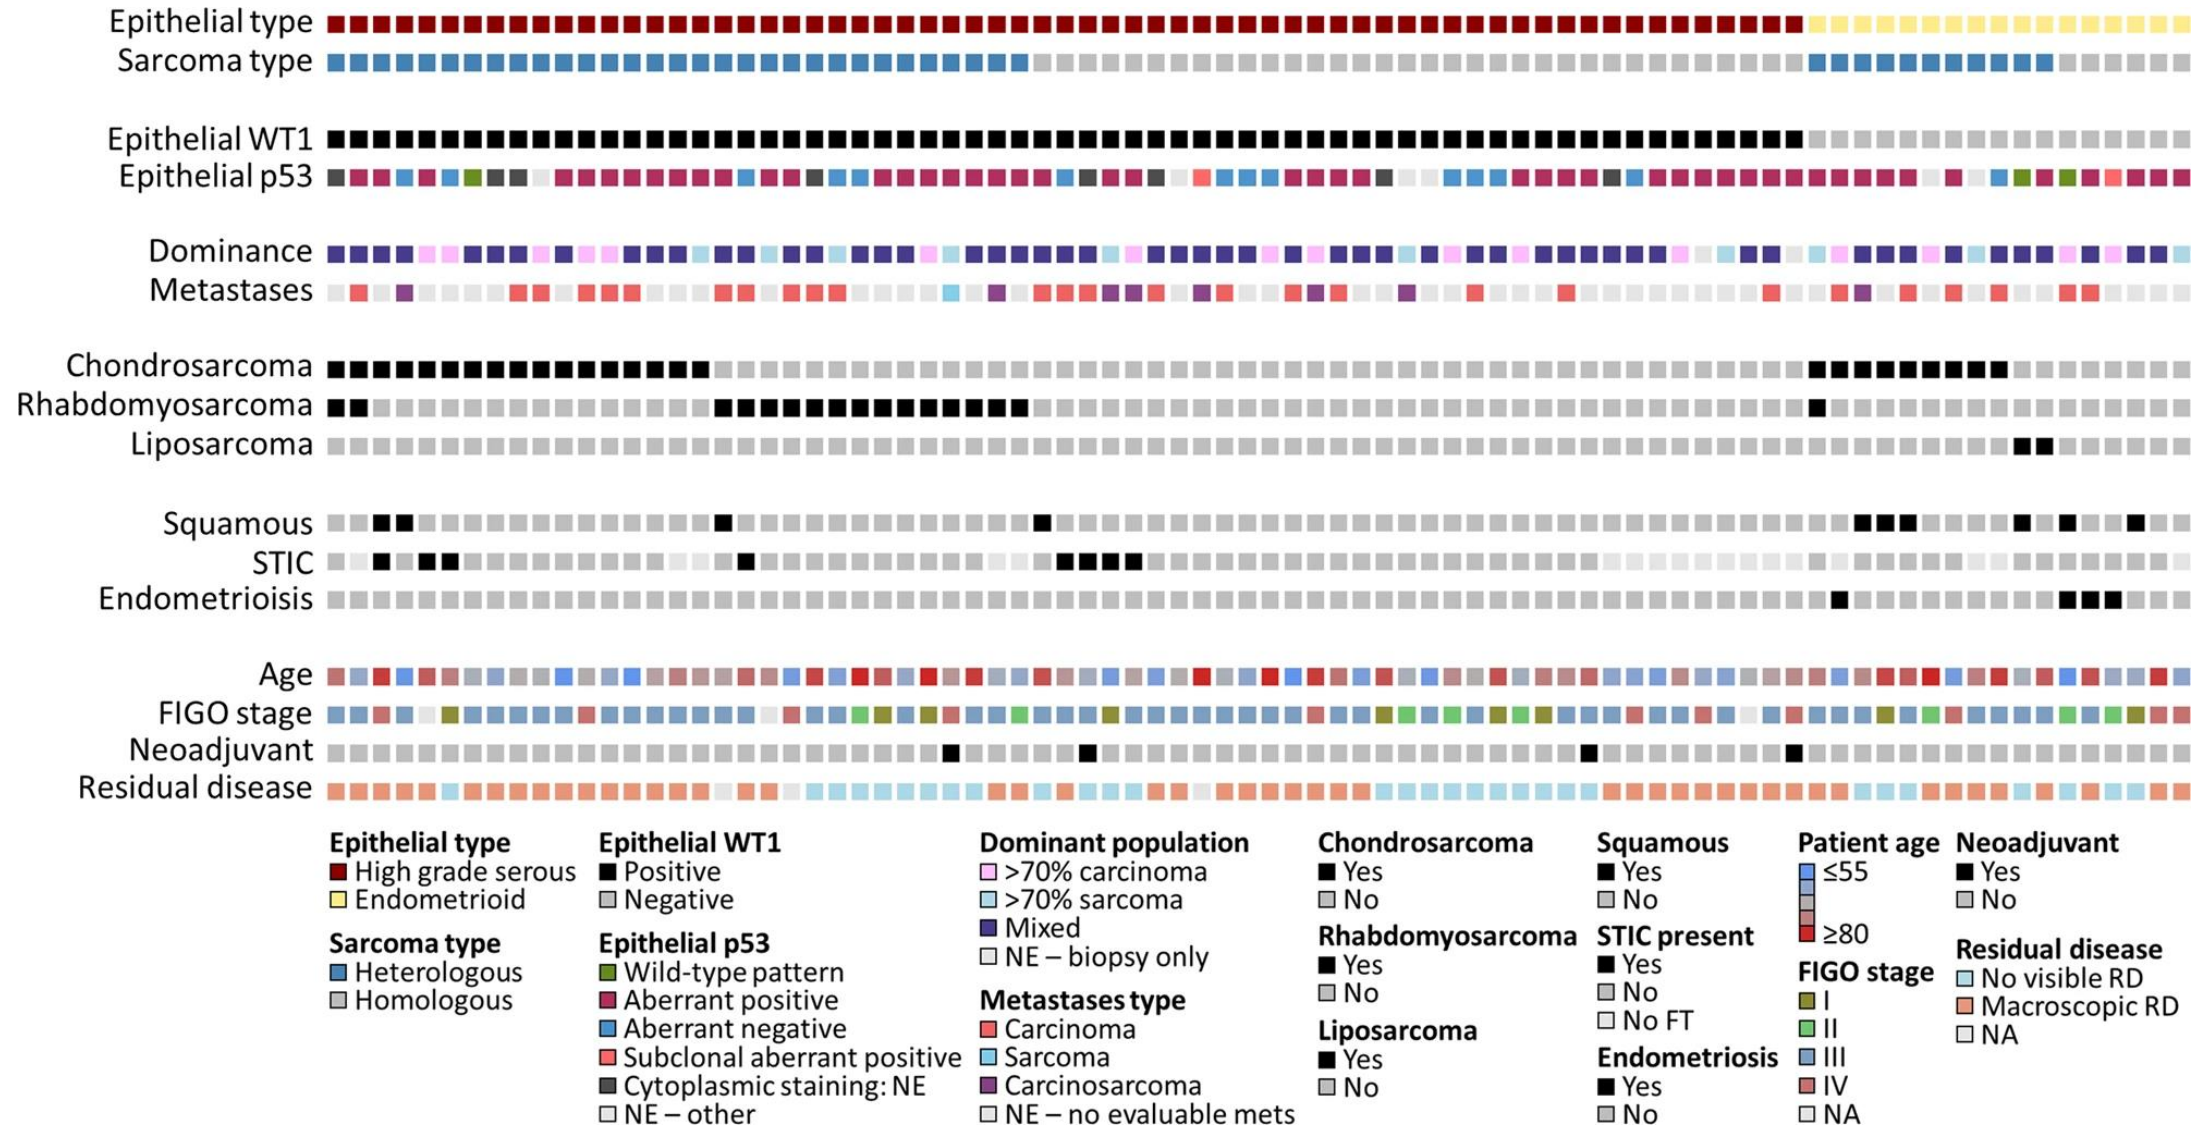 Epithelial type
Sarcoma type
Epithelial WT1
Epithelial p53
Dominance
Metastases
Chondrosarcoma
Rhabdomyosarcoma
Liposarcoma
Squamous
STIC
Endometrioisis
Age
FIGO stage
Neoadjuvant
Residual disease
Epithelial type
High grade serous
Endometrioid
Sarcoma type
Heterologous
Homologous
Epithelial WT1
Positive
Negative
Epithelial p53
Wild-type pattern
Aberrant positive
Aberrant negative
Subclonal aberrant positive
Cytoplasmic staining: NE
NE – other
Dominant population
>70% carcinoma
>70% sarcoma
Mixed
NE – biopsy only
Metastases type
Carcinoma
Sarcoma
Carcinosarcoma
NE – no evaluable mets
Chondrosarcoma
Yes
No
Rhabdomyosarcoma
Yes
No
Liposarcoma
Yes
No
Squamous
Yes
No
STIC present
Yes
No
No FT
Endometriosis
Yes
No
Patient age
≤55
≥80
FIGO stage
I
II
III
IV
NA
Neoadjuvant
Yes
No
Residual disease
No visible RD
Macroscopic RD
NA